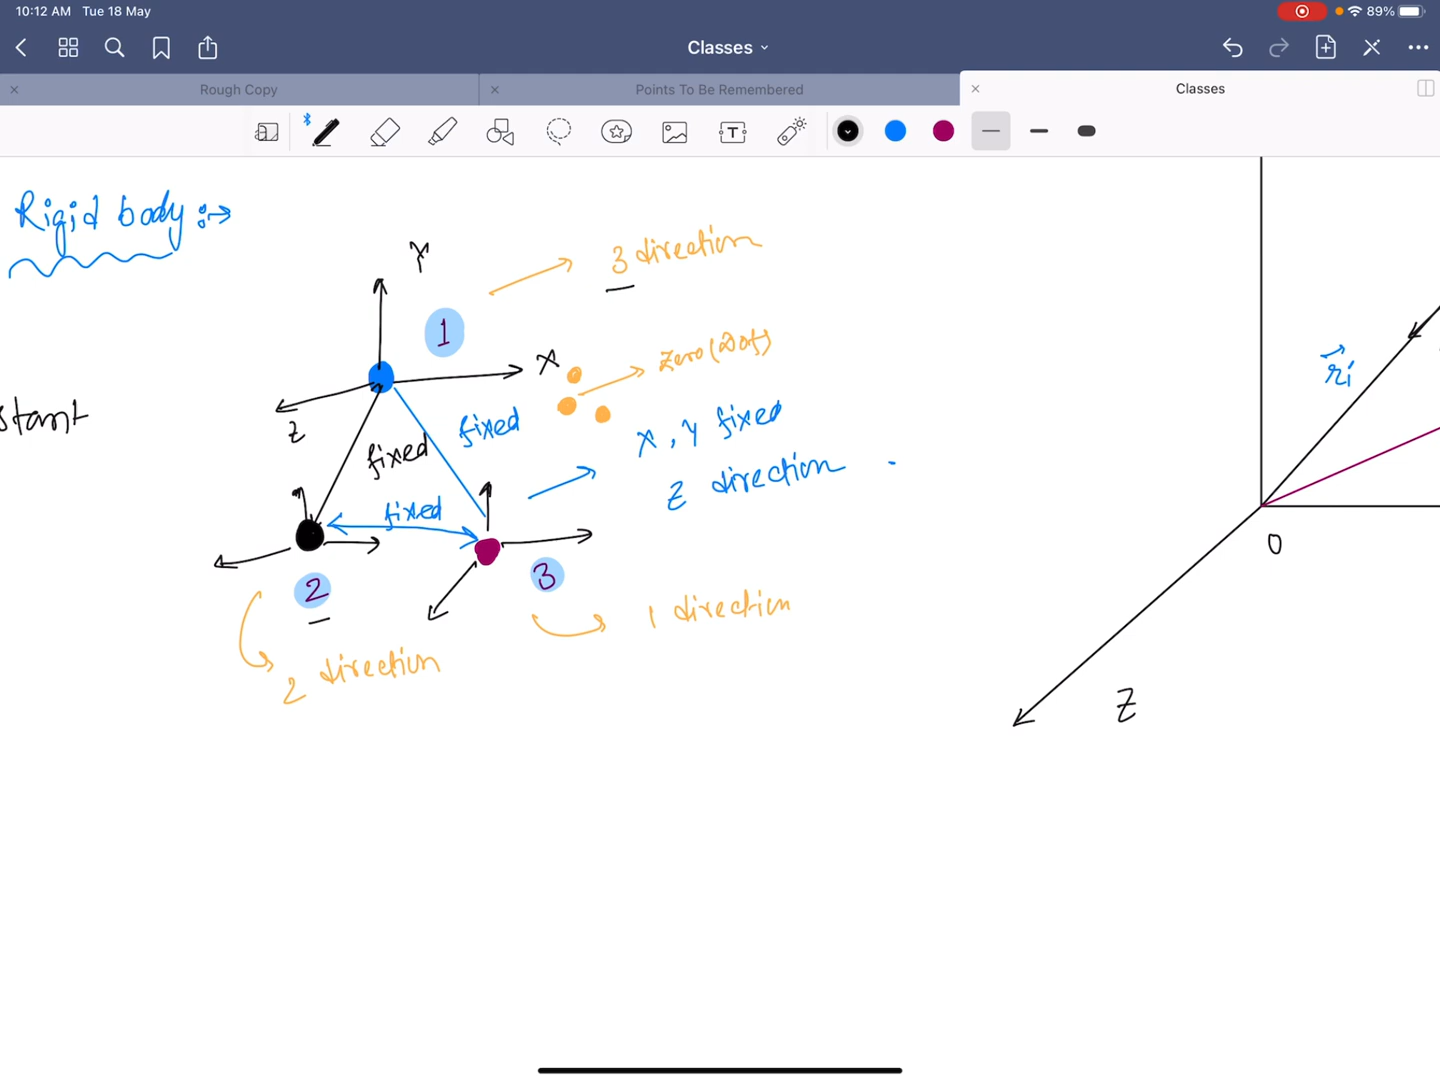 10:12 AM Tue 18 May
89%
Classes
Rough Copy
Points To Be Remembered
Classes
T
Rigid body :→
Y
3 direction
1
X
Zero (Dof)
Z
stant
fixed
fixed
X, Y fixed
Z direction
fixed
2
3
1 direction
2 direction
ri
O
Z